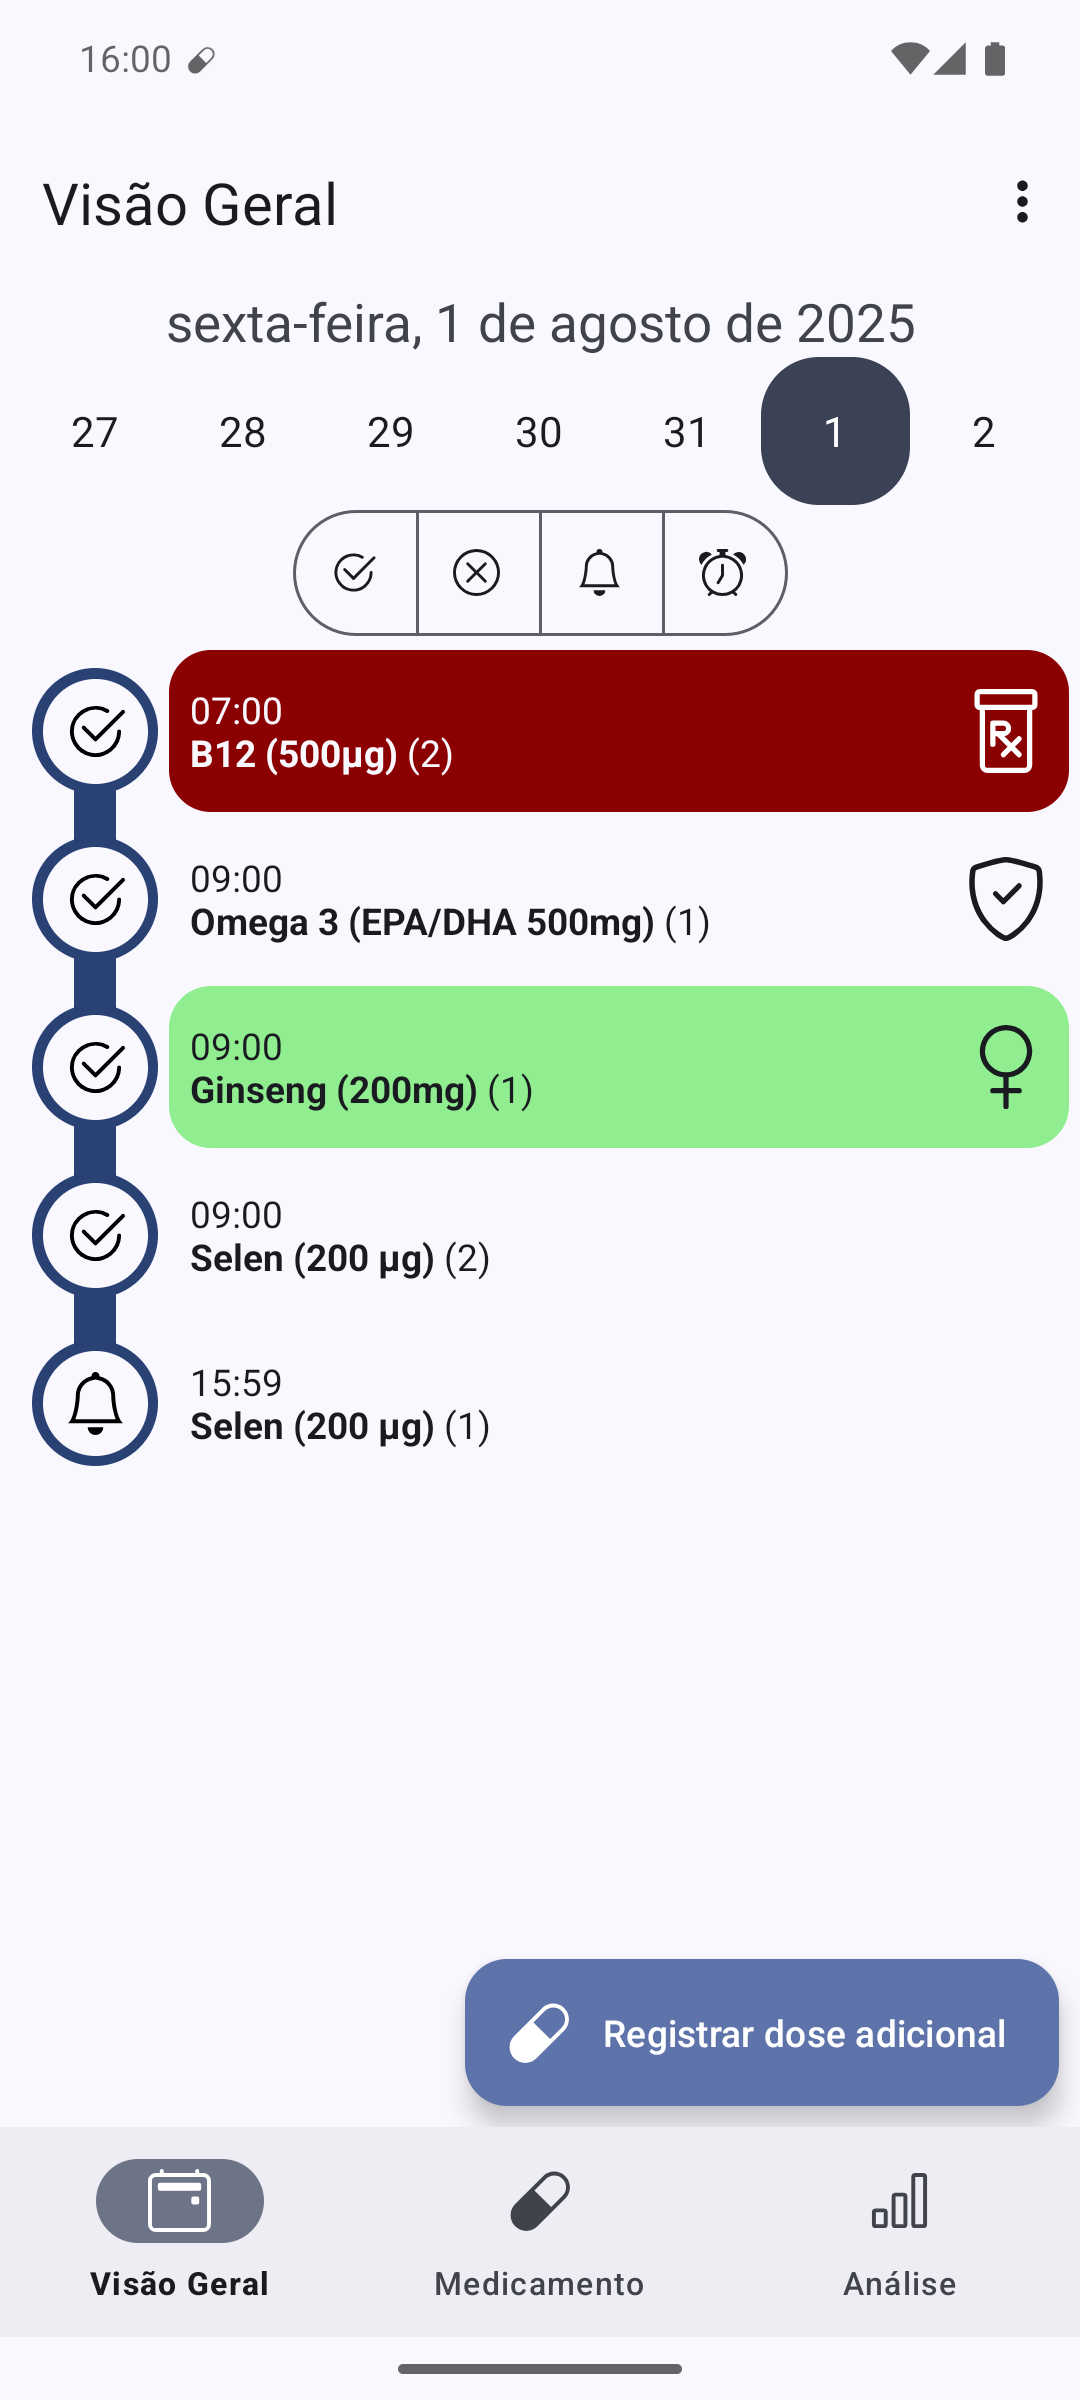 16:00
Visão Geral
sexta-feira, 1 de agosto de 2025
27 28 29 30 31 1 2
07:00
B12 (500µg) (2)
09:00
Omega 3 (EPA/DHA 500mg) (1)
09:00
Ginseng (200mg) (1)
09:00
Selen (200 µg) (2)
15:59
Selen (200 µg) (1)
Registrar dose adicional
Visão Geral Medicamento Análise